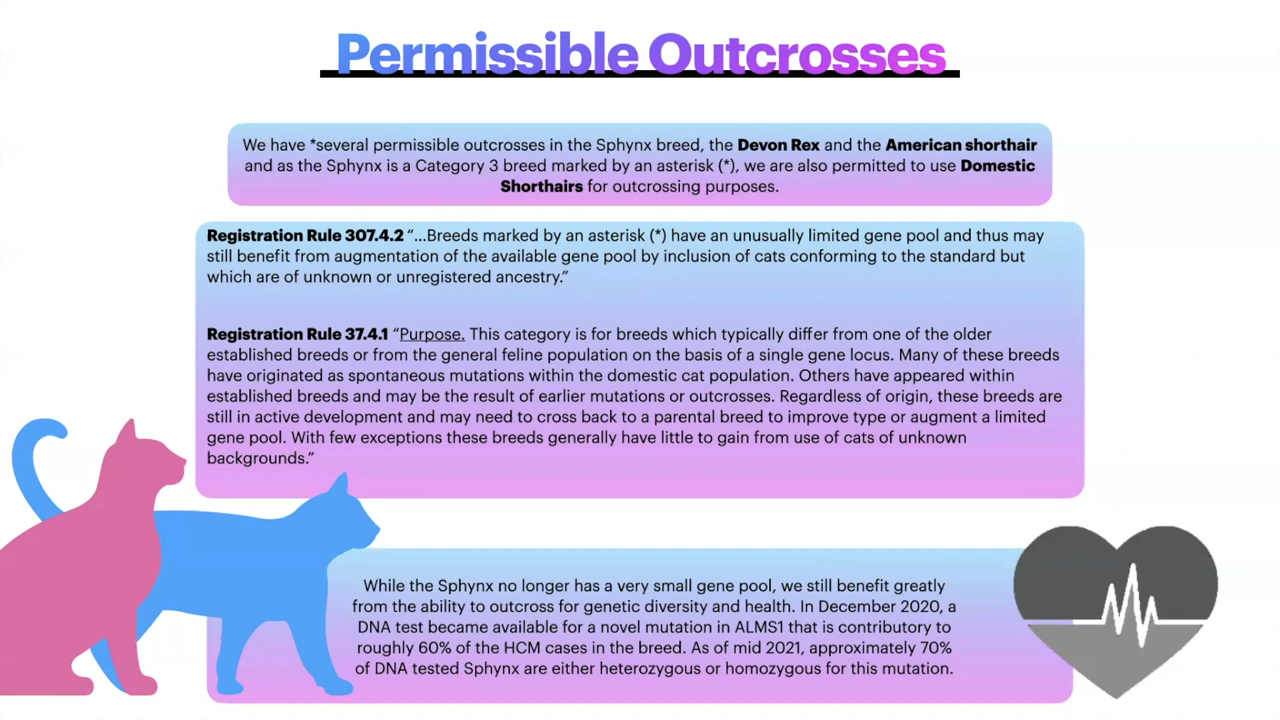 Permissible Outcrosses
We have *several permissible outcrosses in the Sphynx breed, the Devon Rex and the American shorthair
and as the Sphynx is a Category 3 breed marked by an asterisk (*), we are also permitted to use Domestic
Shorthairs for outcrossing purposes.
Registration Rule 307.4.2 “...Breeds marked by an asterisk (*) have an unusually limited gene pool and thus may
still benefit from augmentation of the available gene pool by inclusion of cats conforming to the standard but
which are of unknown or unregistered ancestry.”
Registration Rule 37.4.1 “Purpose. This category is for breeds which typically differ from one of the older
established breeds or from the general feline population on the basis of a single gene locus. Many of these breeds
have originated as spontaneous mutations within the domestic cat population. Others have appeared within
established breeds and may be the result of earlier mutations or outcrosses. Regardless of origin, these breeds are
still in active development and may need to cross back to a parental breed to improve type or augment a limited
gene pool. With few exceptions these breeds generally have little to gain from use of cats of unknown
backgrounds.”
While the Sphynx no longer has a very small gene pool, we still benefit greatly
from the ability to outcross for genetic diversity and health. In December 2020, a
DNA test became available for a novel mutation in ALMS1 that is contributory to
roughly 60% of the HCM cases in the breed. As of mid 2021, approximately 70%
of DNA tested Sphynx are either heterozygous or homozygous for this mutation.